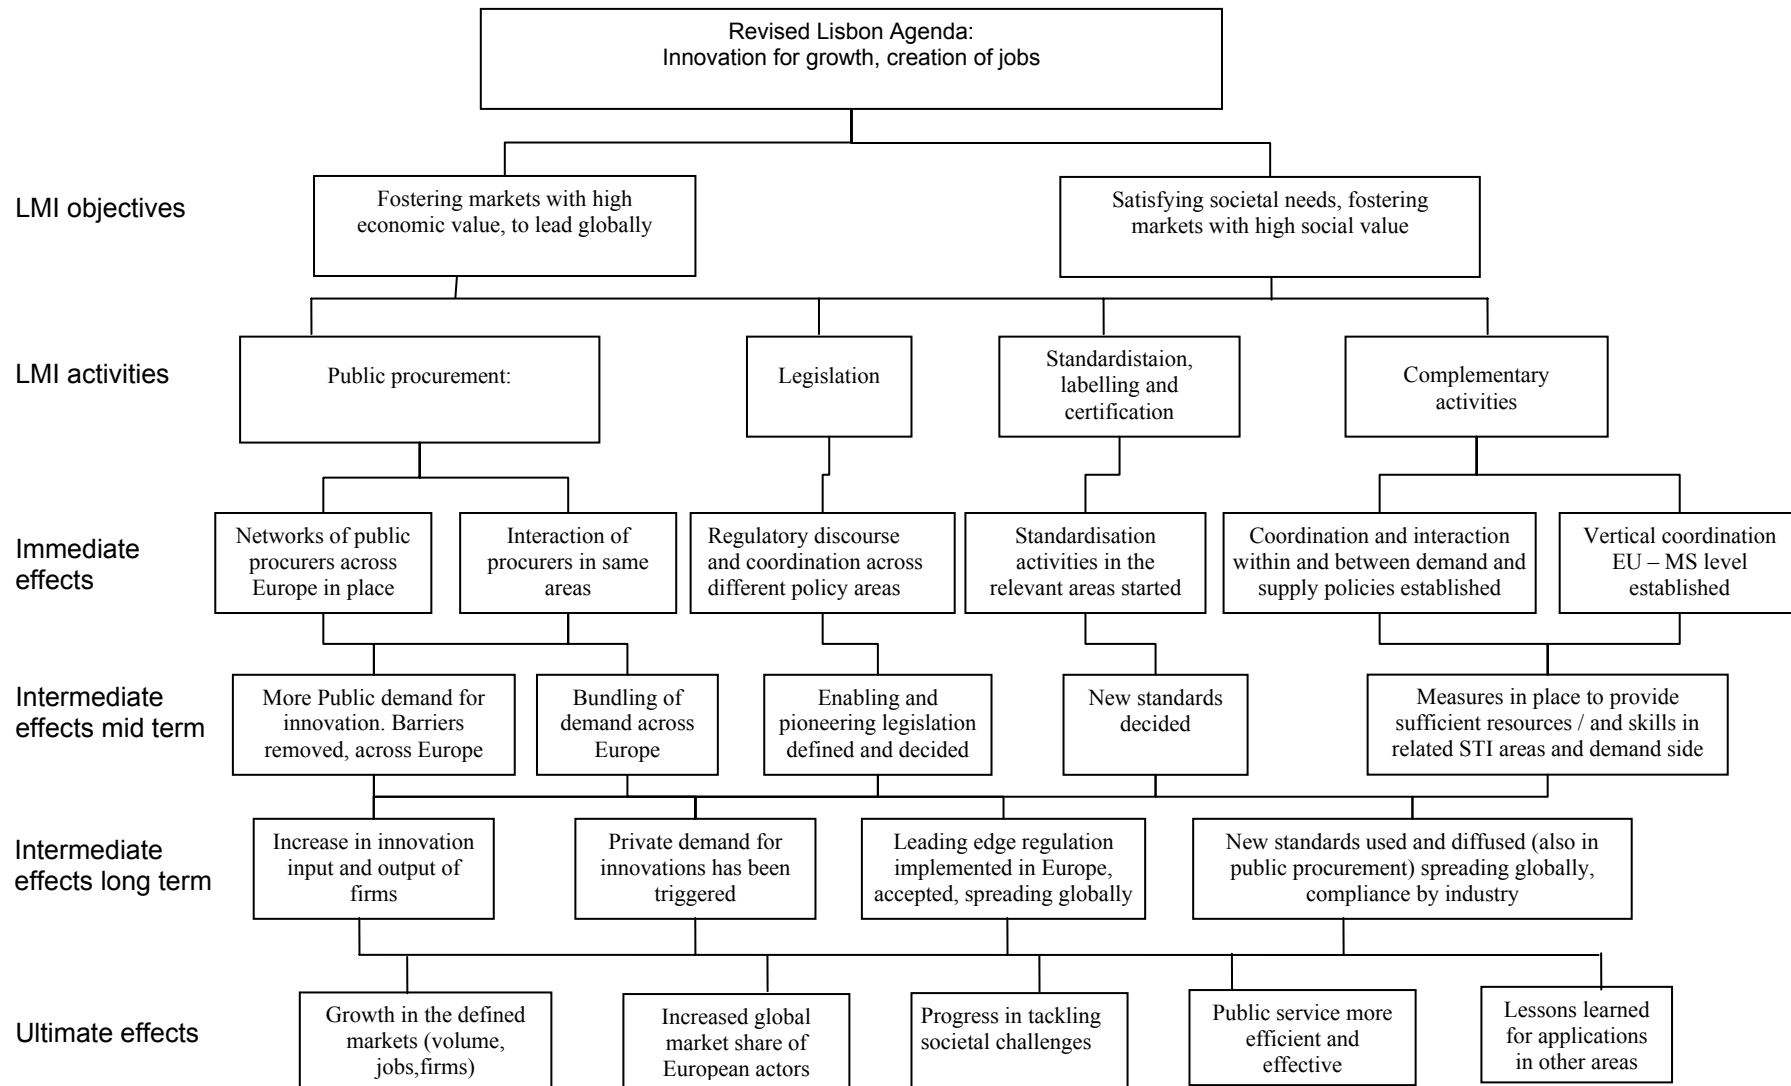 Revised Lisbon Agenda:
Innovation for growth, creation of jobs
LMI objectives
Fostering markets with high
economic value, to lead globally
Satisfying societal needs, fostering
markets with high social value
LMI activities
Public procurement:
Legislation
Standardistaion,
labelling and
certification
Complementary
activities
Immediate
effects
Networks of public
procurers across
Europe in place
Interaction of
procurers in same
areas
Regulatory discourse
and coordination across
different policy areas
Standardisation
activities in the
relevant areas started
Coordination and interaction
within and between demand and
supply policies established
Vertical coordination
EU – MS level
established
Intermediate
effects mid term
More Public demand for
innovation. Barriers
removed, across Europe
Bundling of
demand across
Europe
Enabling and
pioneering legislation
defined and decided
New standards
decided
Measures in place to provide
sufficient resources / and skills in
related STI areas and demand side
Intermediate
effects long term
Increase in innovation
input and output of
firms
Private demand for
innovations has been
triggered
Leading edge regulation
implemented in Europe,
accepted, spreading globally
New standards used and diffused (also in
public procurement) spreading globally,
compliance by industry
Ultimate effects
Growth in the defined
markets (volume,
jobs,firms)
Increased global
market share of
European actors
Progress in tackling
societal challenges
Public service more
efficient and
effective
Lessons learned
for applications
in other areas